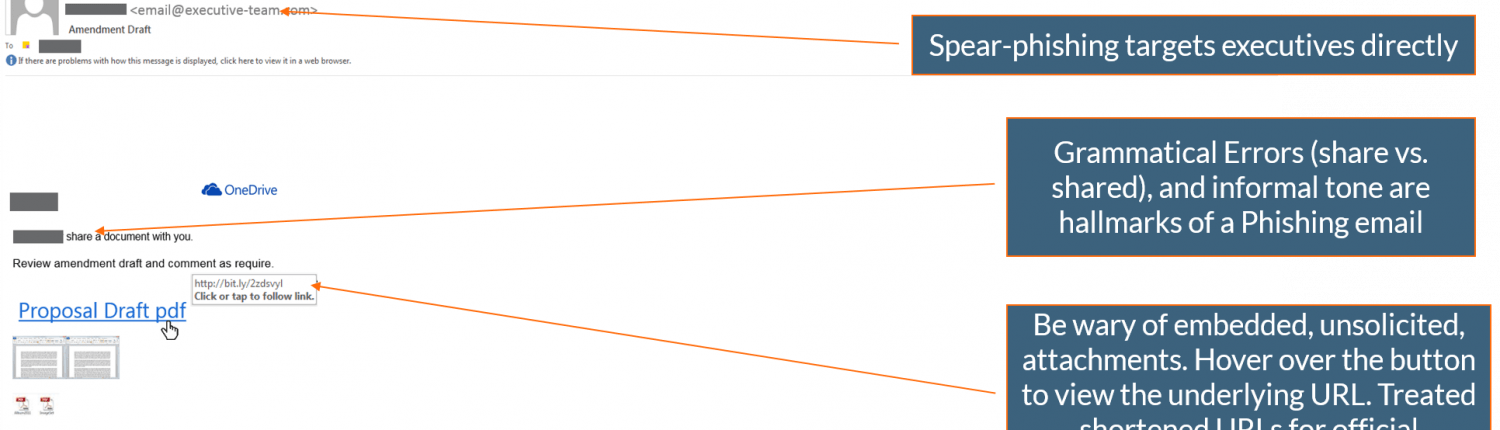 <email@executive-team.com>
Amendment Draft
To
If there are problems with how this message is displayed, click here to view it in a web browser.
Spear-phishing targets executives directly
Grammatical Errors (share vs.
shared), and informal tone are
hallmarks of a Phishing email
OneDrive
share a document with you.
Review amendment draft and comment as require.
http://bit.ly/2zdsvyl
Click or tap to follow link.
Proposal Draft pdf
Be wary of embedded, unsolicited,
attachments. Hover over the button
to view the underlying URL. Treated
shortened URLs for official